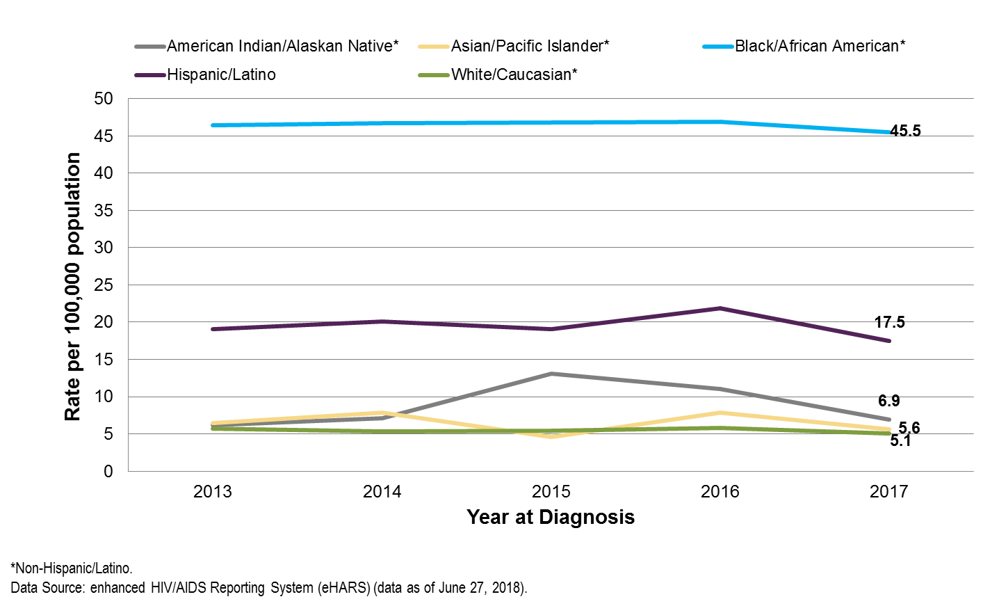 American Indian/Alaskan Native* Asian/Pacific Islander* Black/African American*
Hispanic/Latino White/Caucasian*
50
45
40
35
30
25
20
15
10
5
0
Rate per 100,000 population
45.5
17.5
6.9
5.6
5.1
2013 2014 2015 2016 2017
Year at Diagnosis
*Non-Hispanic/Latino.
Data Source: enhanced HIV/AIDS Reporting System (eHARS) (data as of June 27, 2018).